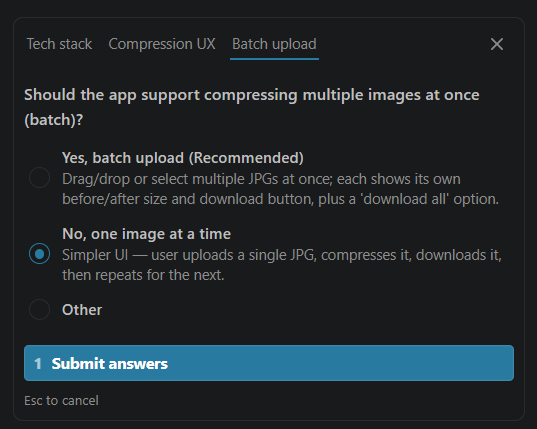 Tech stack Compression UX Batch upload
Should the app support compressing multiple images at once
(batch)?
Yes, batch upload (Recommended)
Drag/drop or select multiple JPGs at once; each shows its own
before/after size and download button, plus a 'download all' option.
No, one image at a time
Simpler UI — user uploads a single JPG, compresses it, downloads it,
then repeats for the next.
Other
1 Submit answers
Esc to cancel